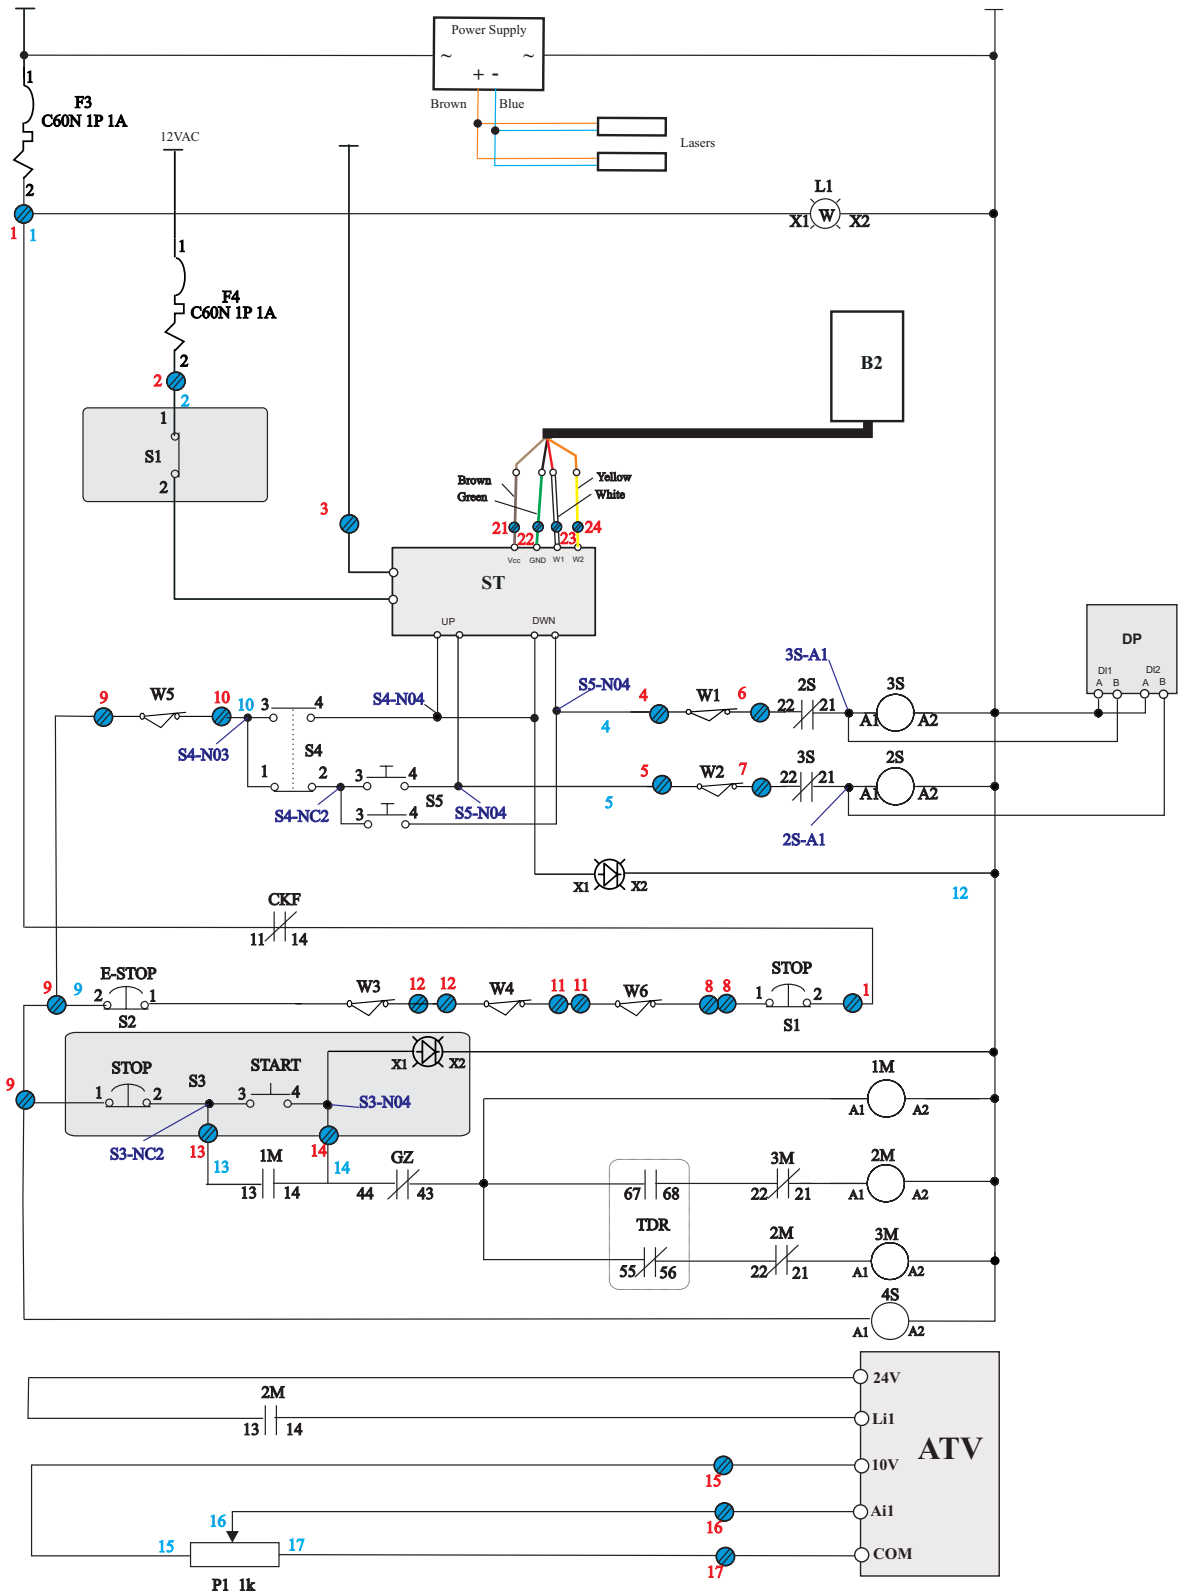 Power Supply
~ ~
+ -
Brown Blue
Lasers
1
F3
C60N 1P 1A
2
1 1
12VAC
L1
X1 W X2
1
F4
C60N 1P 1A
2
2
2
1
S1
2
B2
3
Brown
Green
Yellow
White
21 22 23 24
Vcc GND W1 W2
ST
UP DWN
DP
DI1 DI2
A B A B
9 W5 10 10 3 4
S4-N03
S4
S4-N04
S5-N04
4
4
W1
6
2S
22 21
3S-A1
3S
A1 A2
1 2
S4-NC2
3 4
S5
3 4
S5-N04
5
5
W2
7
3S
22 21
2S-A1
2S
A1 A2
X1 X2
12
CKF
11 14
9 9
E-STOP
2 1
S2
W3
12 12
W4
11 11
W6
8 8
STOP
1 2
S1
1
9
STOP
1 2
S3
START
3 4
X1 X2
S3-N04
S3-NC2
13
13
14
14
1M
13 14
GZ
44 43
1M
A1 A2
67 68
TDR
55 56
3M
22 21
2M
A1 A2
2M
22 21
3M
A1 A2
4S
A1 A2
24V
2M
13 14
Li1
ATV
15
10V
16
16
Ai1
15 17
17
COM
P1 1k